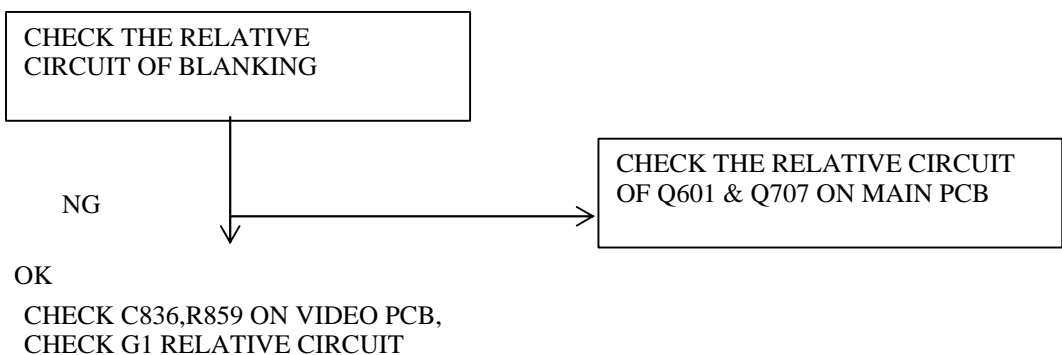 CHECK THE RELATIVE
CIRCUIT OF BLANKING
CHECK THE RELATIVE CIRCUIT
OF Q601 & Q707 ON MAIN PCB
NG
OK
CHECK C836,R859 ON VIDEO PCB,
CHECK G1 RELATIVE CIRCUIT